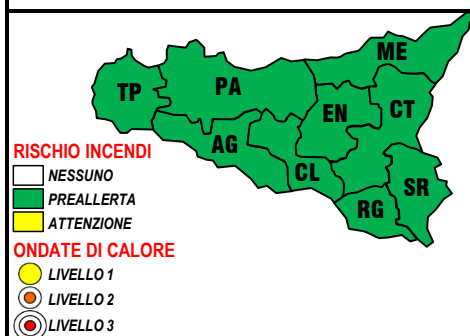 ME
TP
PA
EN
CT
AG
CL
SR
RG
RISCHIO INCENDI
NESSUNO
PREALLERTA
ATTENZIONE
ONDATE DI CALORE
LIVELLO 1
LIVELLO 2
LIVELLO 3